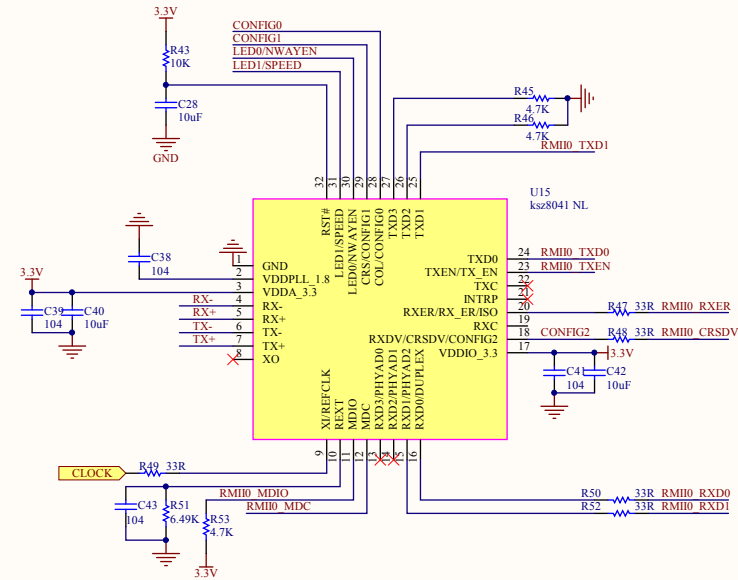 3.3V
R43
10K
C28
10uF
GND
CONFIG0
CONFIG1
LED0/NWAYEN
LED1/SPEED
R45
4.7K
R46
4.7K
RMII0_TXD1
U15
ksz8041 NL
32
31
30
29
28
27
26
25
RST#
LED1/SPEED
LED0/NWAYEN
CRS/CONFIG1
COL/CONFIG0
TXD3
TXD2
TXD1
C38
104
3.3V
C39
104
C40
10uF
RX-
RX+
TX-
TX+
1 GND
2 VDDPLL_1.8
3 VDDA_3.3
4 RX-
5 RX+
6 TX-
7 TX+
8 XO
TXD0 24 RMII0_TXD0
TXEN/TX_EN 23 RMII0_TXEN
TXC 22
INTRP 21
RXER/RX_ER/ISO 20 R47 33R RMII0_RXER
RXC 19
RXDV/CRSDV/CONFIG2 18 CONFIG2 R48 33R RMII0_CRSDV
VDDIO_3.3 17
3.3V
C41
104
C42
10uF
XI/REFCLK
REXT
MDIO
MDC
RXD3/PHYAD0
RXD2/PHYAD1
RXD1/PHYAD2
RXD0/DUPLEX
9
10
11
12
13
14
15
16
CLOCK
R49 33R
C43
104
R51
6.49K
RMII0_MDIO
RMII0_MDC
R53
4.7K
3.3V
R50 33R RMII0_RXD0
R52 33R RMII0_RXD1